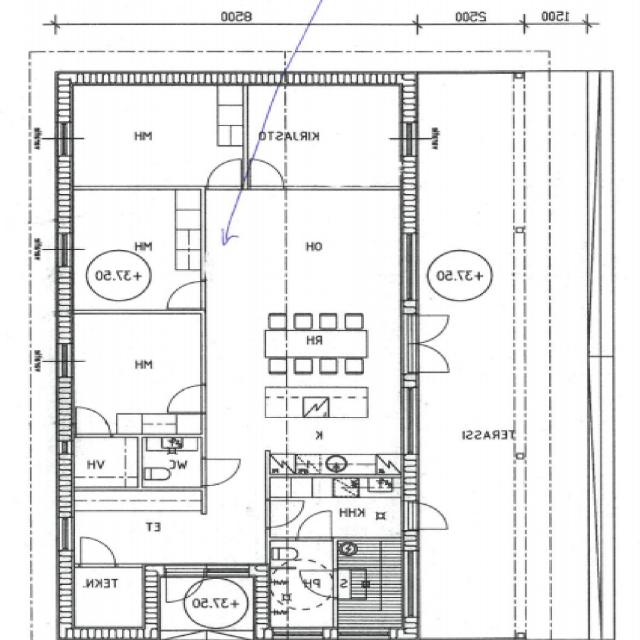 8500 2500 1500
MH KIRJASTO
MH OH
+37.50 +37.50
RH
MH
K TERASSI
VH WC
KHH
ET
TEKN. PH S
+37.50